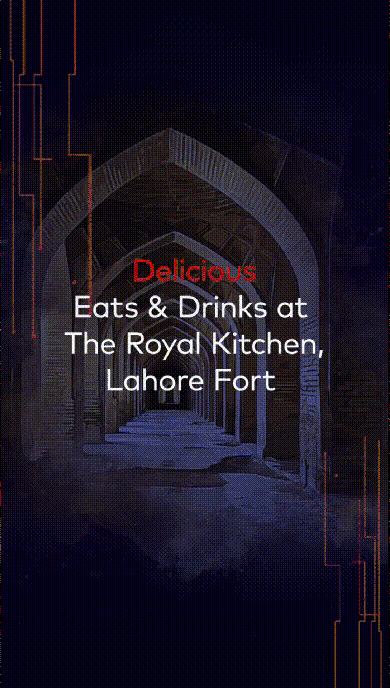 Delicious
Eats & Drinks at
The Royal Kitchen,
Lahore Fort